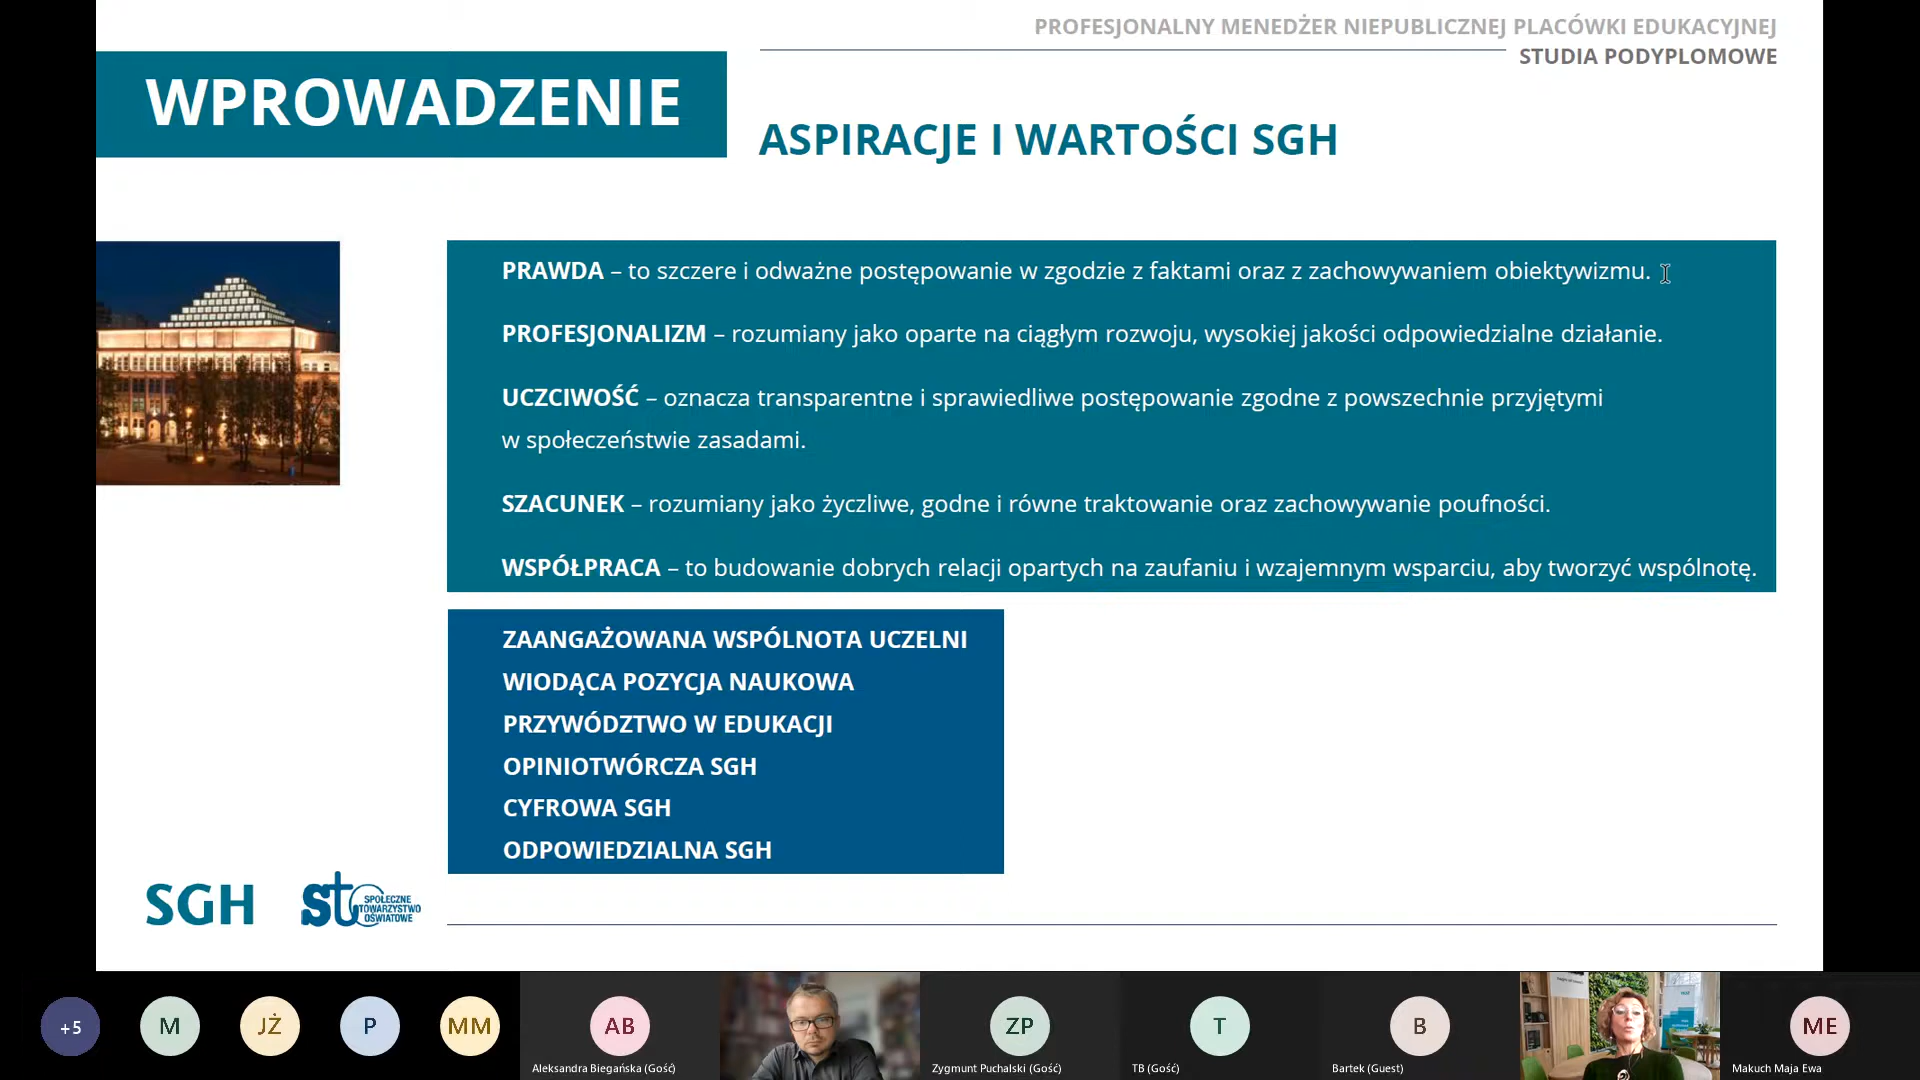 PROFESJONALNY MENEDŻER NIEPUBLICZNEJ PLACÓWKI EDUKACYJNEJ
STUDIA PODYPLOMOWE
WPROWADZENIE
ASPIRACJE I WARTOŚCI SGH
PRAWDA – to szczere i odważne postępowanie w zgodzie z faktami oraz z zachowywaniem obiektywizmu.
PROFESJONALIZM – rozumiany jako oparte na ciągłym rozwoju, wysokiej jakości odpowiedzialne działanie.
UCZCIWOŚĆ – oznacza transparentne i sprawiedliwe postępowanie zgodne z powszechnie przyjętymi
w społeczeństwie zasadami.
SZACUNEK – rozumiany jako życzliwe, godne i równe traktowanie oraz zachowywanie poufności.
WSPÓŁPRACA – to budowanie dobrych relacji opartych na zaufaniu i wzajemnym wsparciu, aby tworzyć wspólnotę.
ZAANGAŻOWANA WSPÓLNOTA UCZELNI
WIODĄCA POZYCJA NAUKOWA
PRZYWÓDZTWO W EDUKACJI
OPINIOTWÓRCZA SGH
CYFROWA SGH
ODPOWIEDZIALNA SGH
SGH
sto
SPOŁECZNE
TOWARZYSTWO
OŚWIATOWE
+5
M
JŻ
P
MM
AB
ZP
T
B
ME
Aleksandra Biegańska (Gość)
Zygmunt Puchalski (Gość)
TB (Gość)
Bartek (Guest)
Makuch Maja Ewa